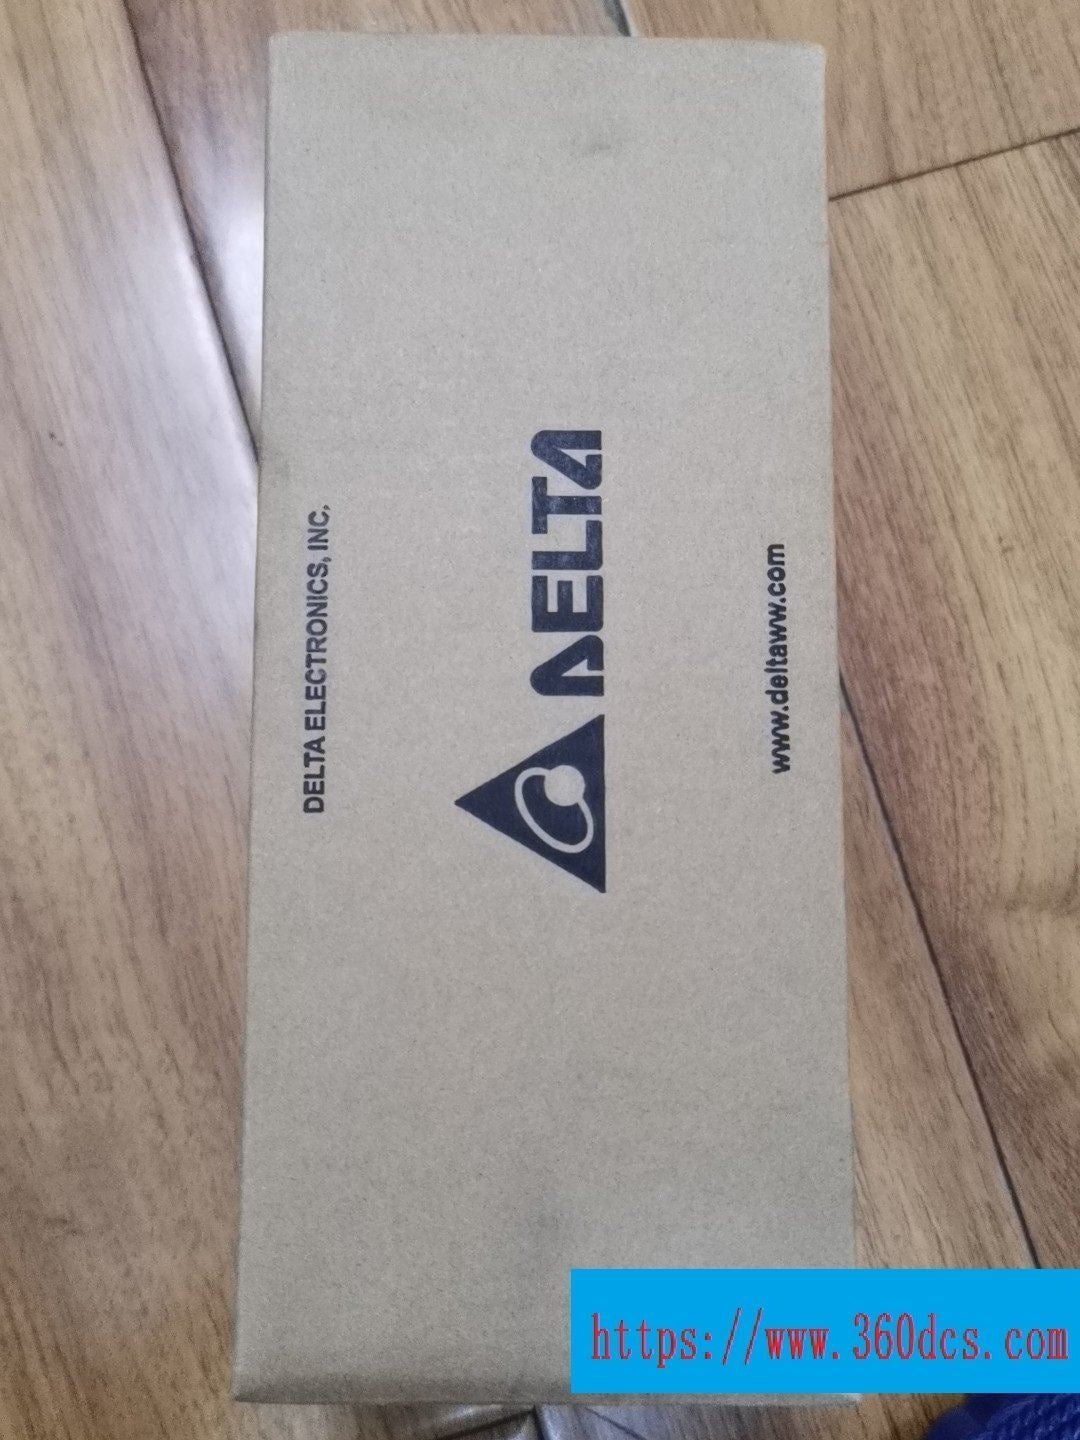 DELTA ELECTRONICS, INC.
DELTA
www.deltaww.com
https://www.360dcs.com